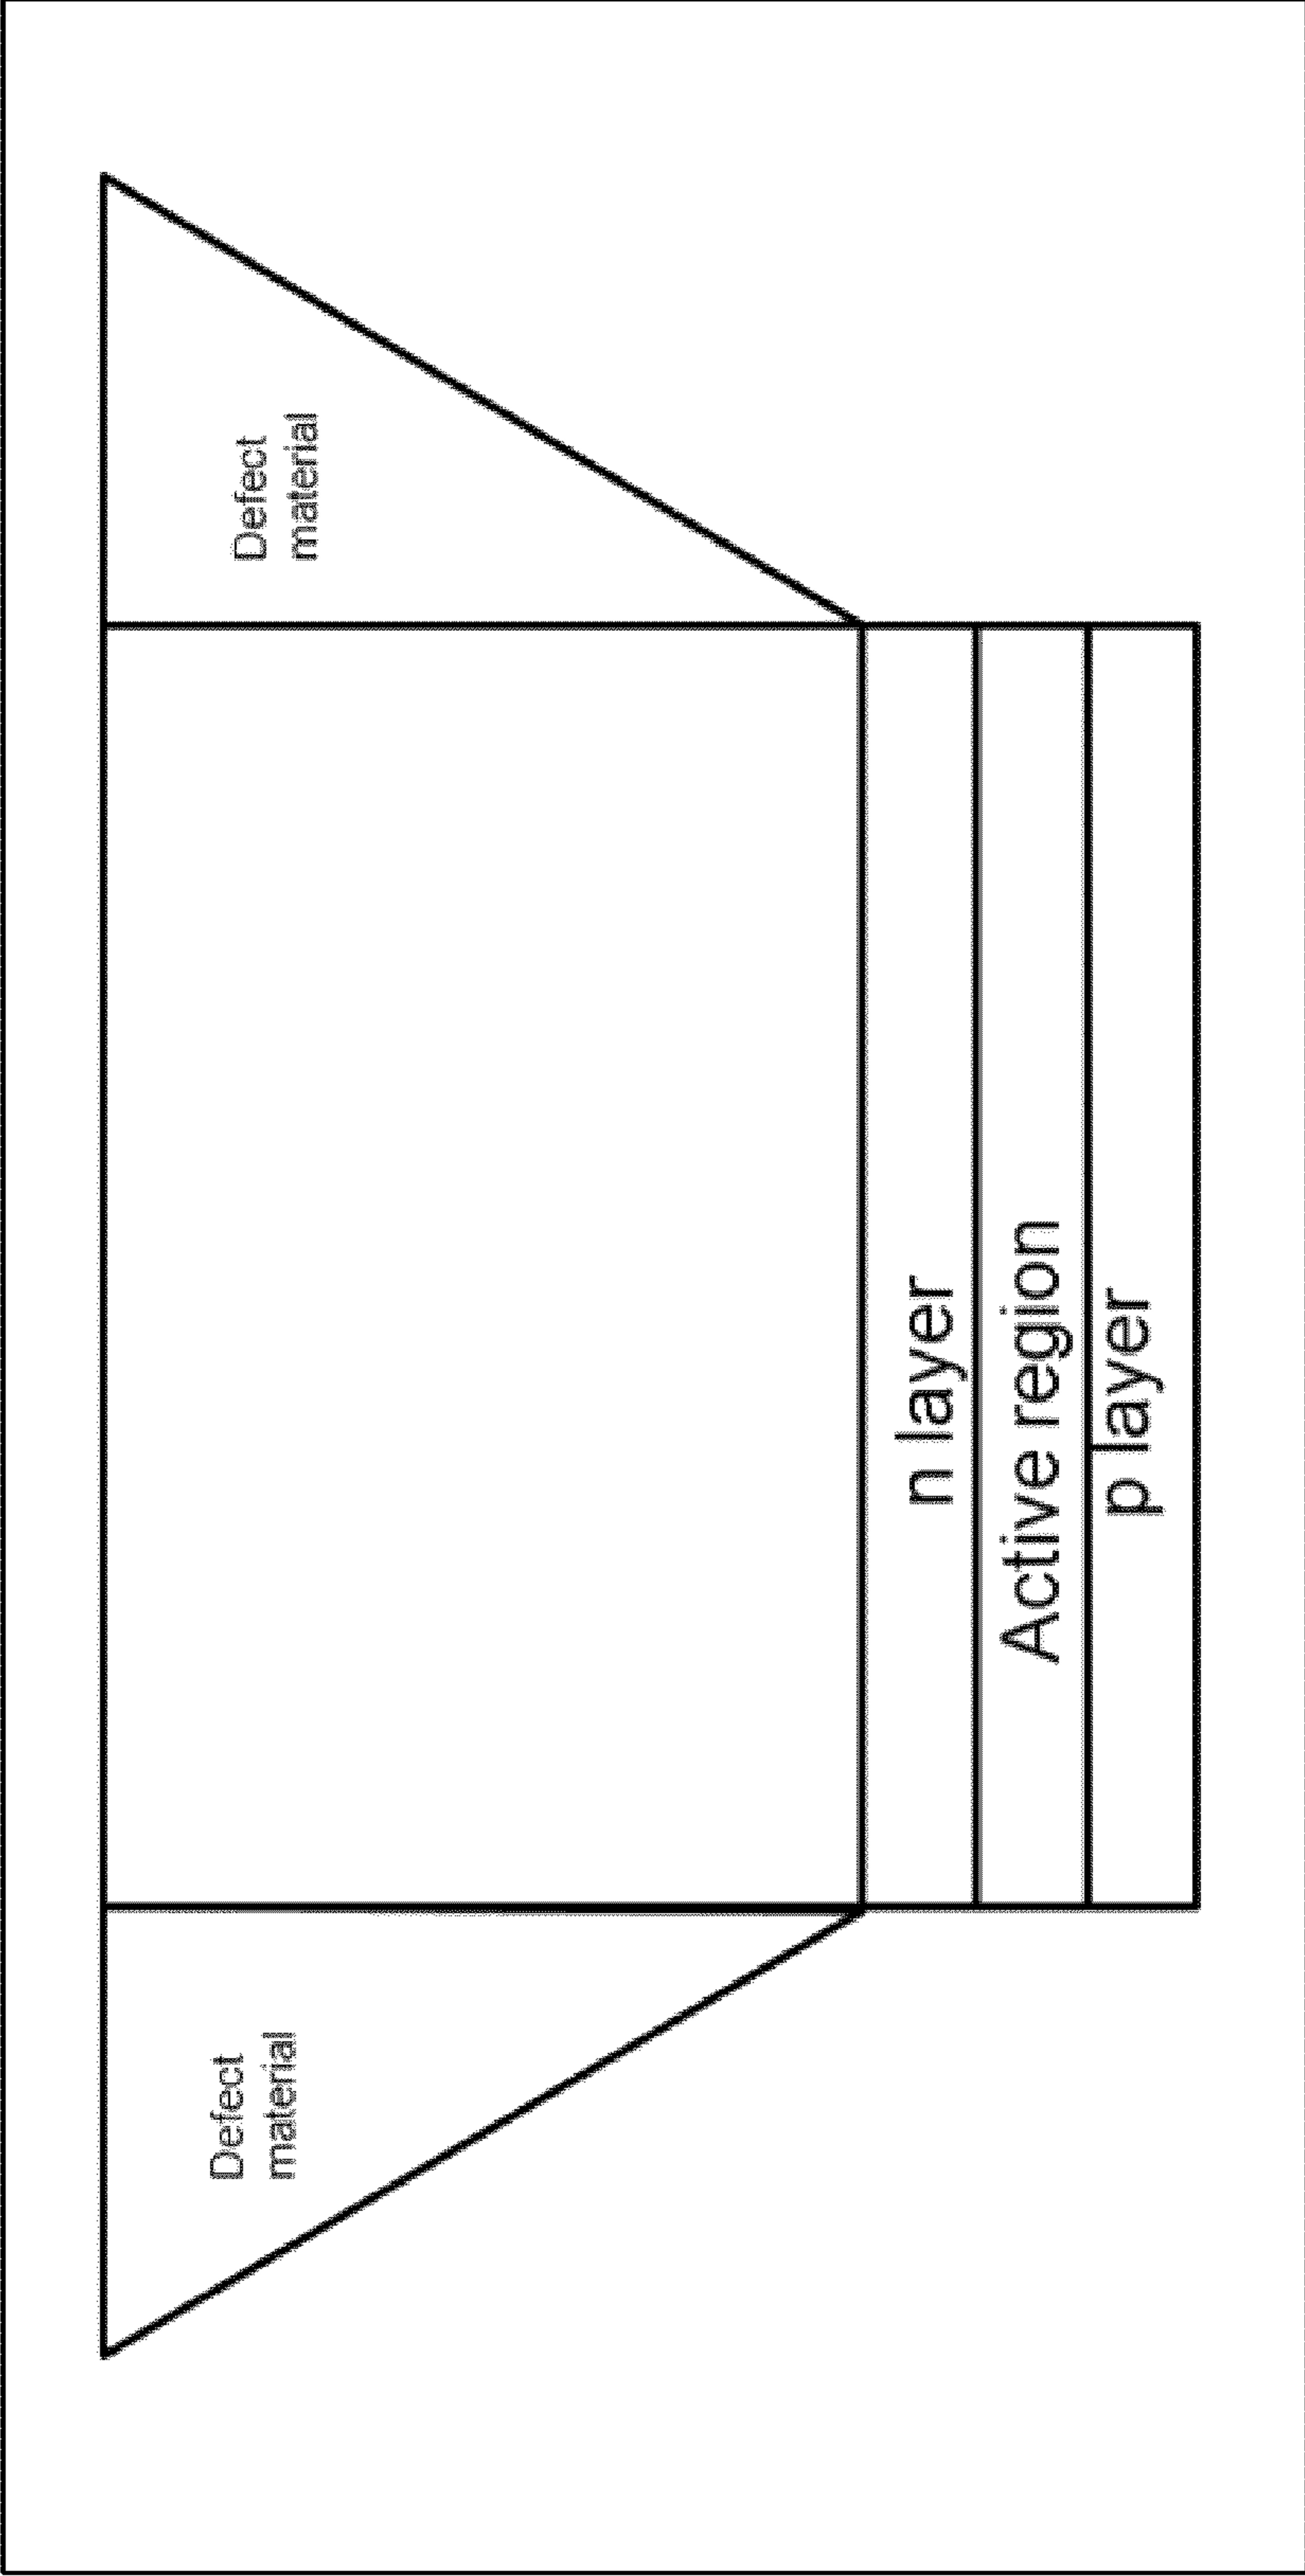 Defect
material
Defect
material
n layer
Active region
p layer